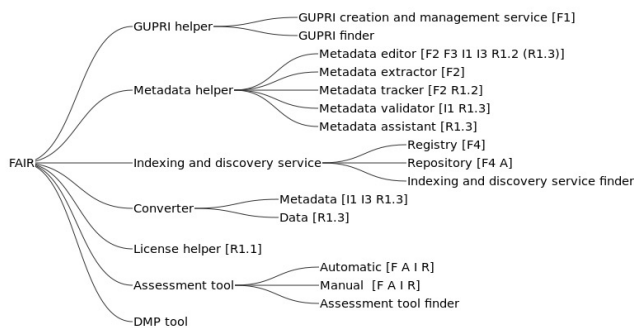 GUPRI creation and management service [F1]
GUPRI helper
GUPRI finder
Metadata editor [F2 F3 I1 I3 R1.2 (R1.3)]
Metadata extractor [F2]
Metadata helper
Metadata tracker [F2 R1.2]
Metadata validator [I1 R1.3]
Metadata assistant [R1.3]
Registry [F4]
FAIR
Indexing and discovery service
Repository [F4 A]
Indexing and discovery service finder
Metadata [I1 I3 R1.3]
Converter
Data [R1.3]
License helper [R1.1]
Automatic [F A I R]
Assessment tool
Manual  [F A I R]
Assessment tool finder
DMP tool